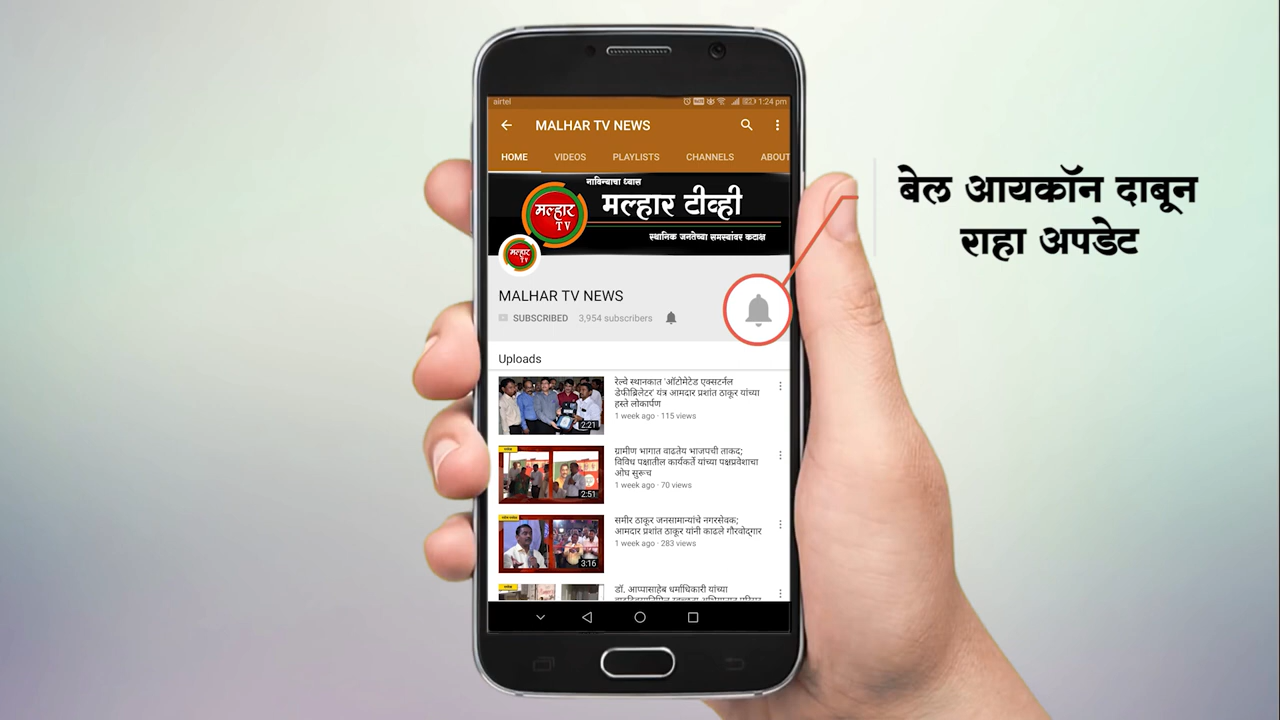 airtel 1:24 pm
MALHAR TV NEWS
HOME VIDEOS PLAYLISTS CHANNELS ABOUT
नाविन्याचा ध्यास
मल्हार टीव्ही
स्थानिक जनतेच्या समस्यांवर कटाक्ष
मल्हार
TV
मल्हार
TV
MALHAR TV NEWS
SUBSCRIBED 3,954 subscribers
Uploads
रेल्वे स्थानकात 'ऑटोमेटेड एक्सटर्नल
डेफीब्रिलेटर' यंत्र आमदार प्रशांत ठाकूर यांच्या
हस्ते लोकार्पण
1 week ago · 115 views
2:21
ग्रामीण भागात वाढतेय भाजपची ताकद;
विविध पक्षातील कार्यकर्ते यांच्या पक्षप्रवेशाचा
ओघ सुरूच
1 week ago · 70 views
2:51
समीर ठाकूर जनसामान्यांचे नगरसेवक;
आमदार प्रशांत ठाकूर यांनी काढले गौरवोद्गार
1 week ago · 283 views
3:16
डॉ. आप्पासाहेब धर्माधिकारी यांच्या
बेल आयकॉन दाबून
राहा अपडेट